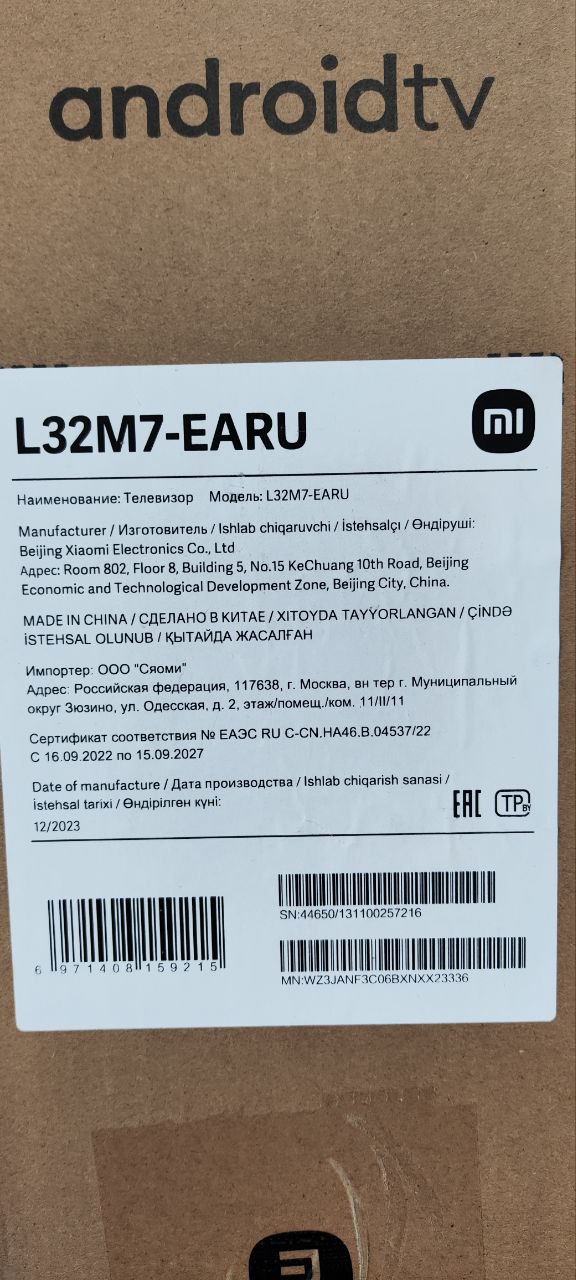 androidtv
L32M7-EARU
mi
Наименование: Телевизор Модель: L32M7-EARU
Manufacturer / Изготовитель / Ishlab chiqaruvchi / İstehsalçı / Өндіруші:
Beijing Xiaomi Electronics Co., Ltd
Адрес: Room 802, Floor 8, Building 5, No.15 KeChuang 10th Road, Beijing
Economic and Technological Development Zone, Beijing City, China.
MADE IN CHINA / СДЕЛАНО В КИТАЕ / XITOYDA TAYYORLANGAN / ÇİNDƏ
İSTEHSAL OLUNUB / ҚЫТАЙДА ЖАСАЛҒАН
Импортер: ООО "Сяоми"
Адрес: Российская федерация, 117638, г. Москва, вн тер г. Муниципальный
округ Зюзино, ул. Одесская, д. 2, этаж/помещ./ком. 11/II/11
Сертификат соответствия № ЕАЭС RU C-CN.HA46.B.04537/22
С 16.09.2022 по 15.09.2027
Date of manufacture / Дата производства / Ishlab chiqarish sanasi /
istehsal tarixi / Өндірілген күні:
12/2023
EAC TP BY
6 971408 159215
SN:44650/131100257216
MN:WZ3JANF3C06BXNXX23336